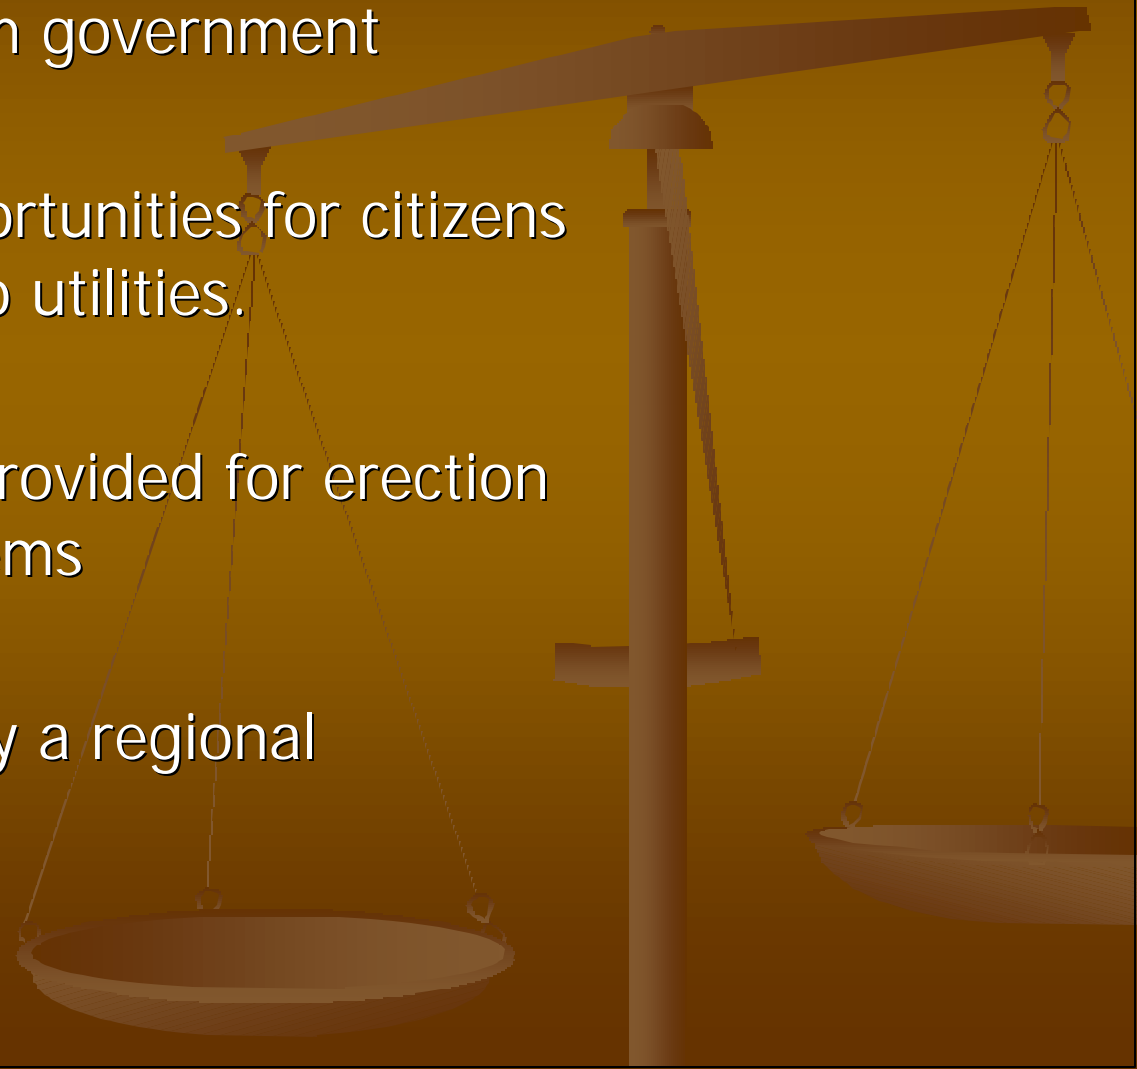 n government
ortunities for citizens
o utilities.
rovided for erection
ms
y a regional